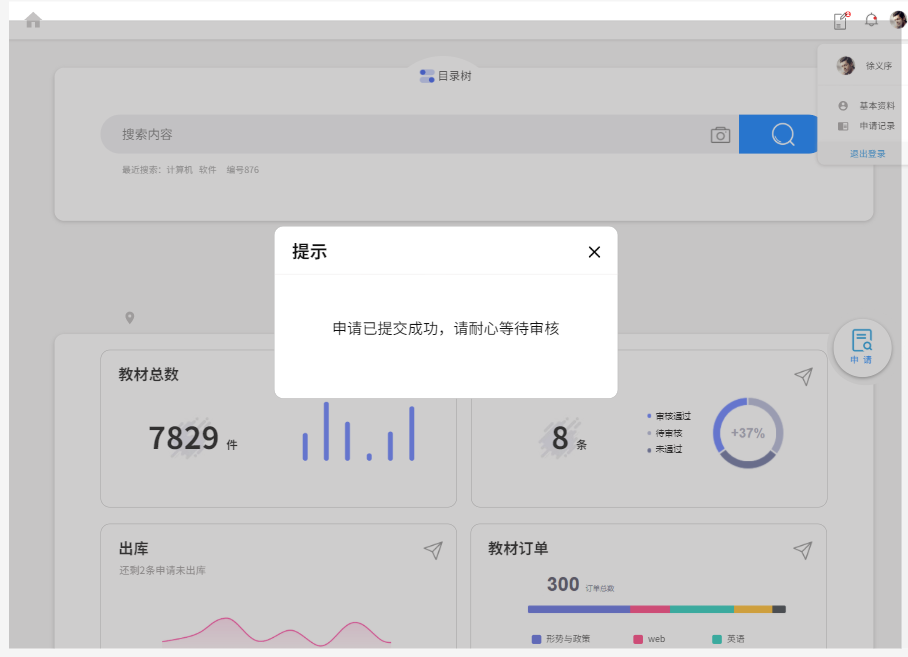 2
徐义序
基本资料
申请记录
退出登录
目录树
搜索内容
最近搜索：计算机 软件 编号876
提示
申请已提交成功，请耐心等待审核
申 请
教材总数
7829 件
8 条
审核通过
待审核
未通过
+37%
出库
还剩2条申请未出库
教材订单
300 订单总数
形势与政策 web 英语